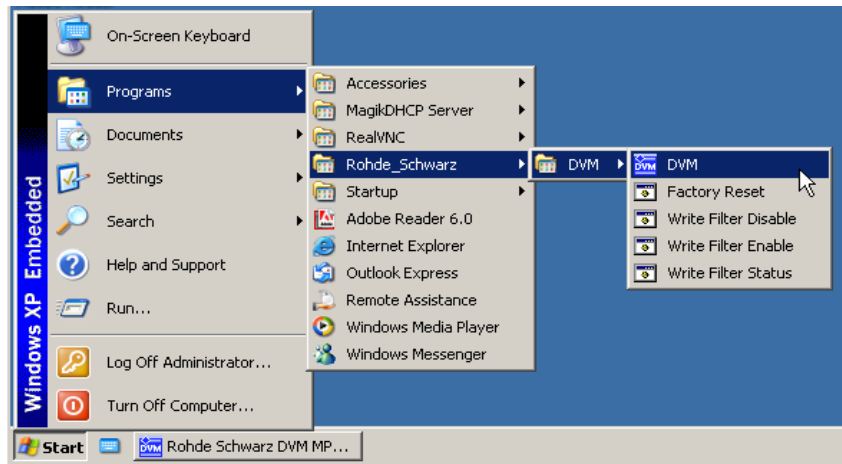 On-Screen Keyboard
Programs
Documents
Settings
Search
Help and Support
Run...
Log Off Administrator...
Turn Off Computer...
Windows XP Embedded
Accessories
MagikDHCP Server
RealVNC
Rohde_Schwarz
Startup
Adobe Reader 6.0
Internet Explorer
Outlook Express
Remote Assistance
Windows Media Player
Windows Messenger
DVM
DVM DVM
Factory Reset
Write Filter Disable
Write Filter Enable
Write Filter Status
Start
DVM Rohde Schwarz DVM MP...